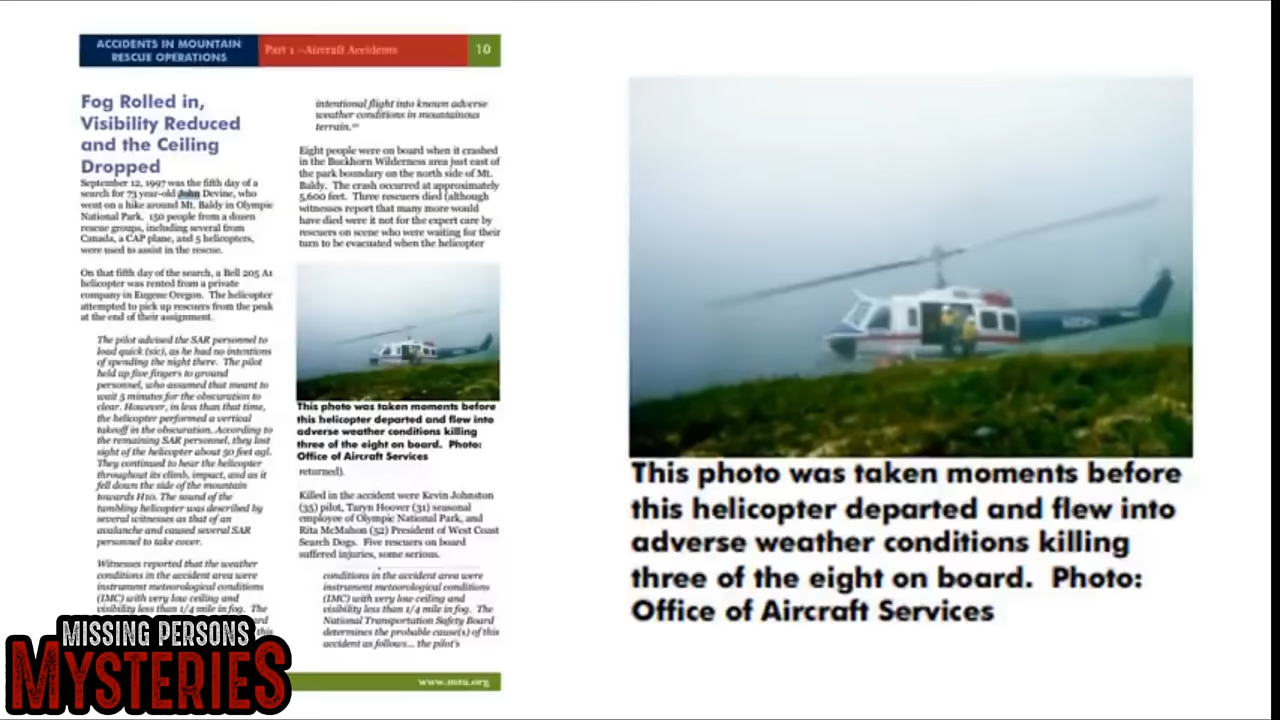 ACCIDENTS IN MOUNTAIN
RESCUE OPERATIONS
Part 1 –Aircraft Accidents
10
Fog Rolled in,
Visibility Reduced
and the Ceiling
Dropped
September 12, 1997 was the fifth day of a
search for 73 year-old John Devine, who
went on a hike around Mt. Baldy in Olympic
National Park. 150 people from a dozen
rescue groups, including several from
Canada, a CAP plane, and 5 helicopters,
were used to assist in the rescue.
On that fifth day of the search, a Bell 205 A1
helicopter was rented from a private
company in Eugene Oregon. The helicopter
attempted to pick up rescuers from the peak
at the end of their assignment.
The pilot advised the SAR personnel to
load quick (sic), as he had no intentions
of spending the night there. The pilot
held up five fingers to ground
personnel, who assumed that meant to
wait 5 minutes for the obscuration to
clear. However, in less than that time,
the helicopter performed a vertical
takeoff in the obscuration. According to
the remaining SAR personnel, they lost
sight of the helicopter about 50 feet agl.
They continued to hear the helicopter
throughout its climb, impact, and as it
fell down the side of the mountain
towards H10. The sound of the
tumbling helicopter was described by
several witnesses as that of an
avalanche and caused several SAR
personnel to take cover.
Witnesses reported that the weather
conditions in the accident area were
instrument meteorological conditions
(IMC) with very low ceiling and
visibility less than 1/4 mile in fog. The
this
intentional flight into known adverse
weather conditions in mountainous
terrain.
Eight people were on board when it crashed
in the Buckhorn Wilderness area just east of
the park boundary on the north side of Mt.
Baldy. The crash occurred at approximately
5,600 feet. Three rescuers died (although
witnesses report that many more would
have died were it not for the expert care by
rescuers on scene who were waiting for their
turn to be evacuated when the helicopter
This photo was taken moments before
this helicopter departed and flew into
adverse weather conditions killing
three of the eight on board. Photo:
Office of Aircraft Services
returned).
Killed in the accident were Kevin Johnston
(35) pilot, Taryn Hoover (31) seasonal
employee of Olympic National Park, and
Rita McMahon (52) President of West Coast
Search Dogs. Five rescuers on board
suffered injuries, some serious.
conditions in the accident area were
instrument meteorological conditions
(IMC) with very low ceiling and
visibility less than 1/4 mile in fog. The
National Transportation Safety Board
determines the probable cause(s) of this
accident as follows... the pilot's
www.mra.org
This photo was taken moments before
this helicopter departed and flew into
adverse weather conditions killing
three of the eight on board. Photo:
Office of Aircraft Services
MISSING PERSONS
MYSTERIES